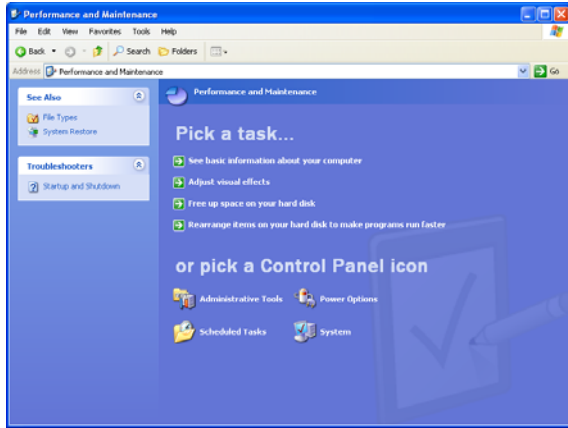 Performance and Maintenance
File Edit View Favorites Tools Help
Back Search Folders
Address Performance and Maintenance Go
See Also
File Types
System Restore
Troubleshooters
Startup and Shutdown
Performance and Maintenance
Pick a task...
See basic information about your computer
Adjust visual effects
Free up space on your hard disk
Rearrange items on your hard disk to make programs run faster
or pick a Control Panel icon
Administrative Tools Power Options
Scheduled Tasks System